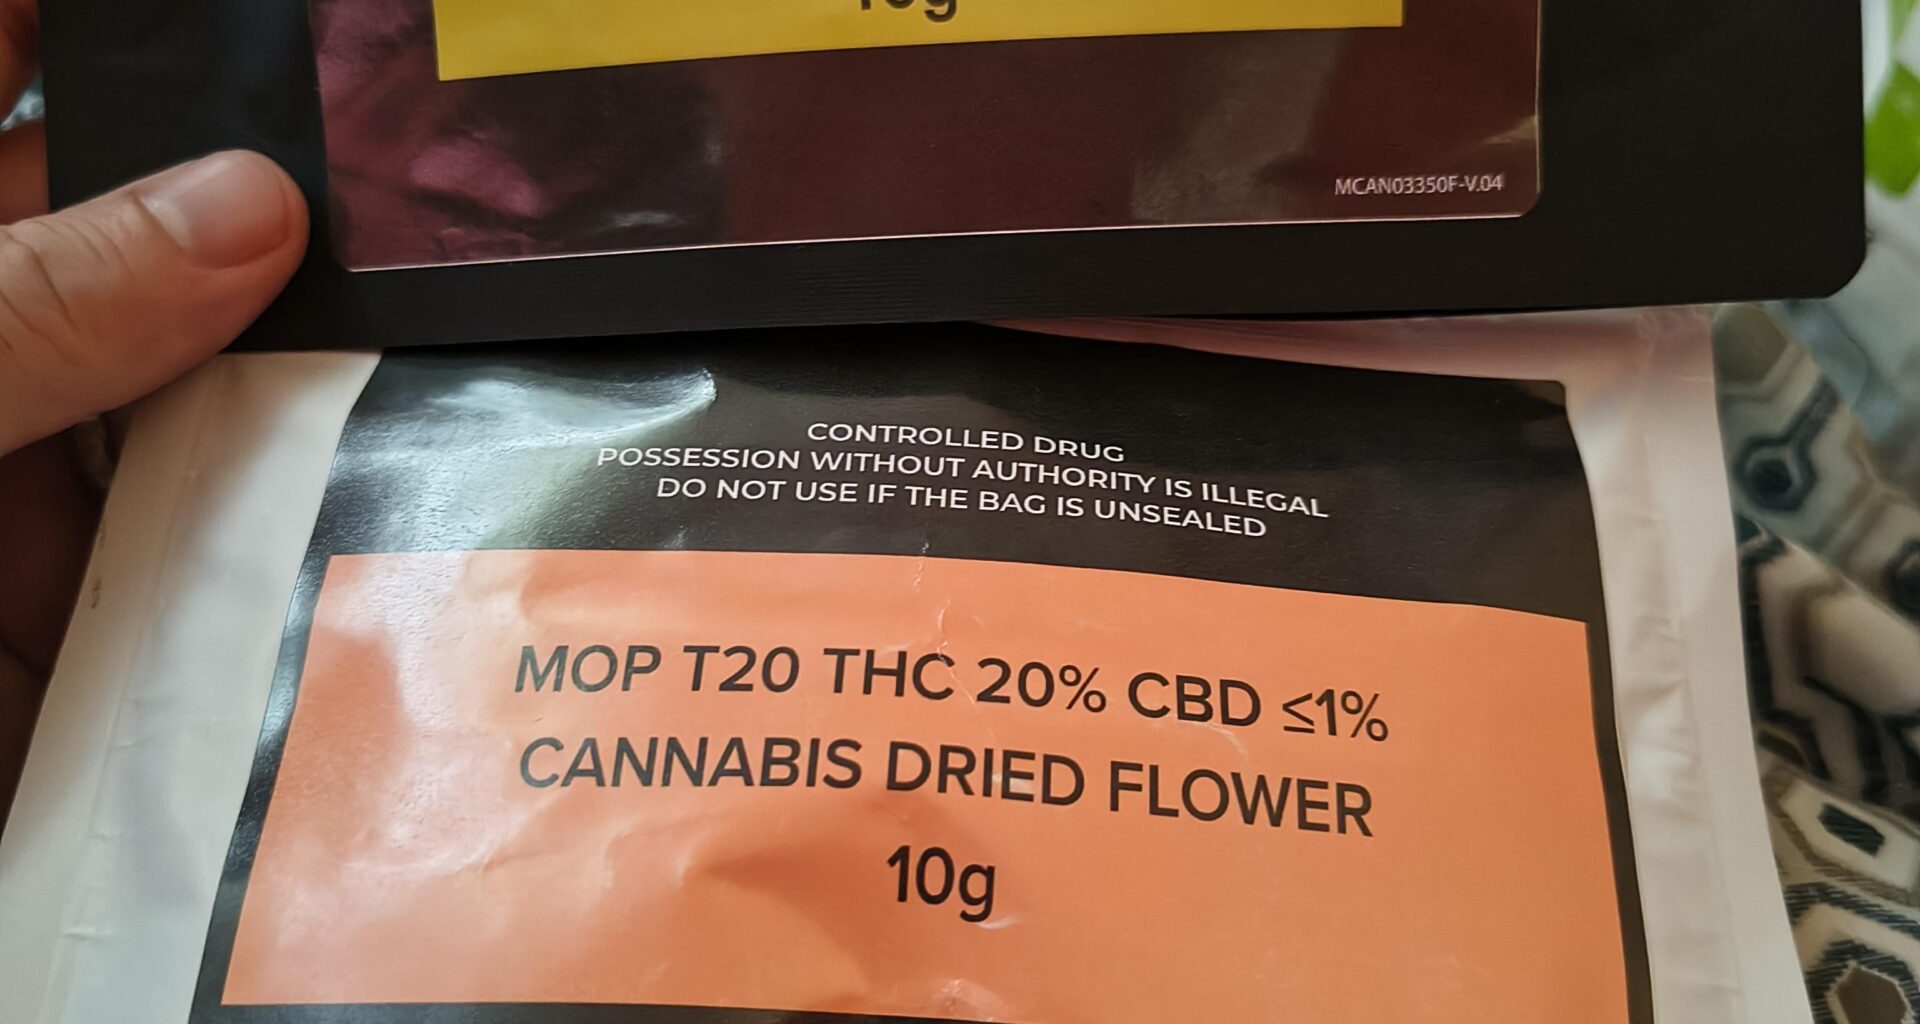 10g
MCAN03350F-V.04
CONTROLLED DRUG
POSSESSION WITHOUT AUTHORITY IS ILLEGAL
DO NOT USE IF THE BAG IS UNSEALED
MOP T20 THC 20% CBD ≤1%
CANNABIS DRIED FLOWER
10g